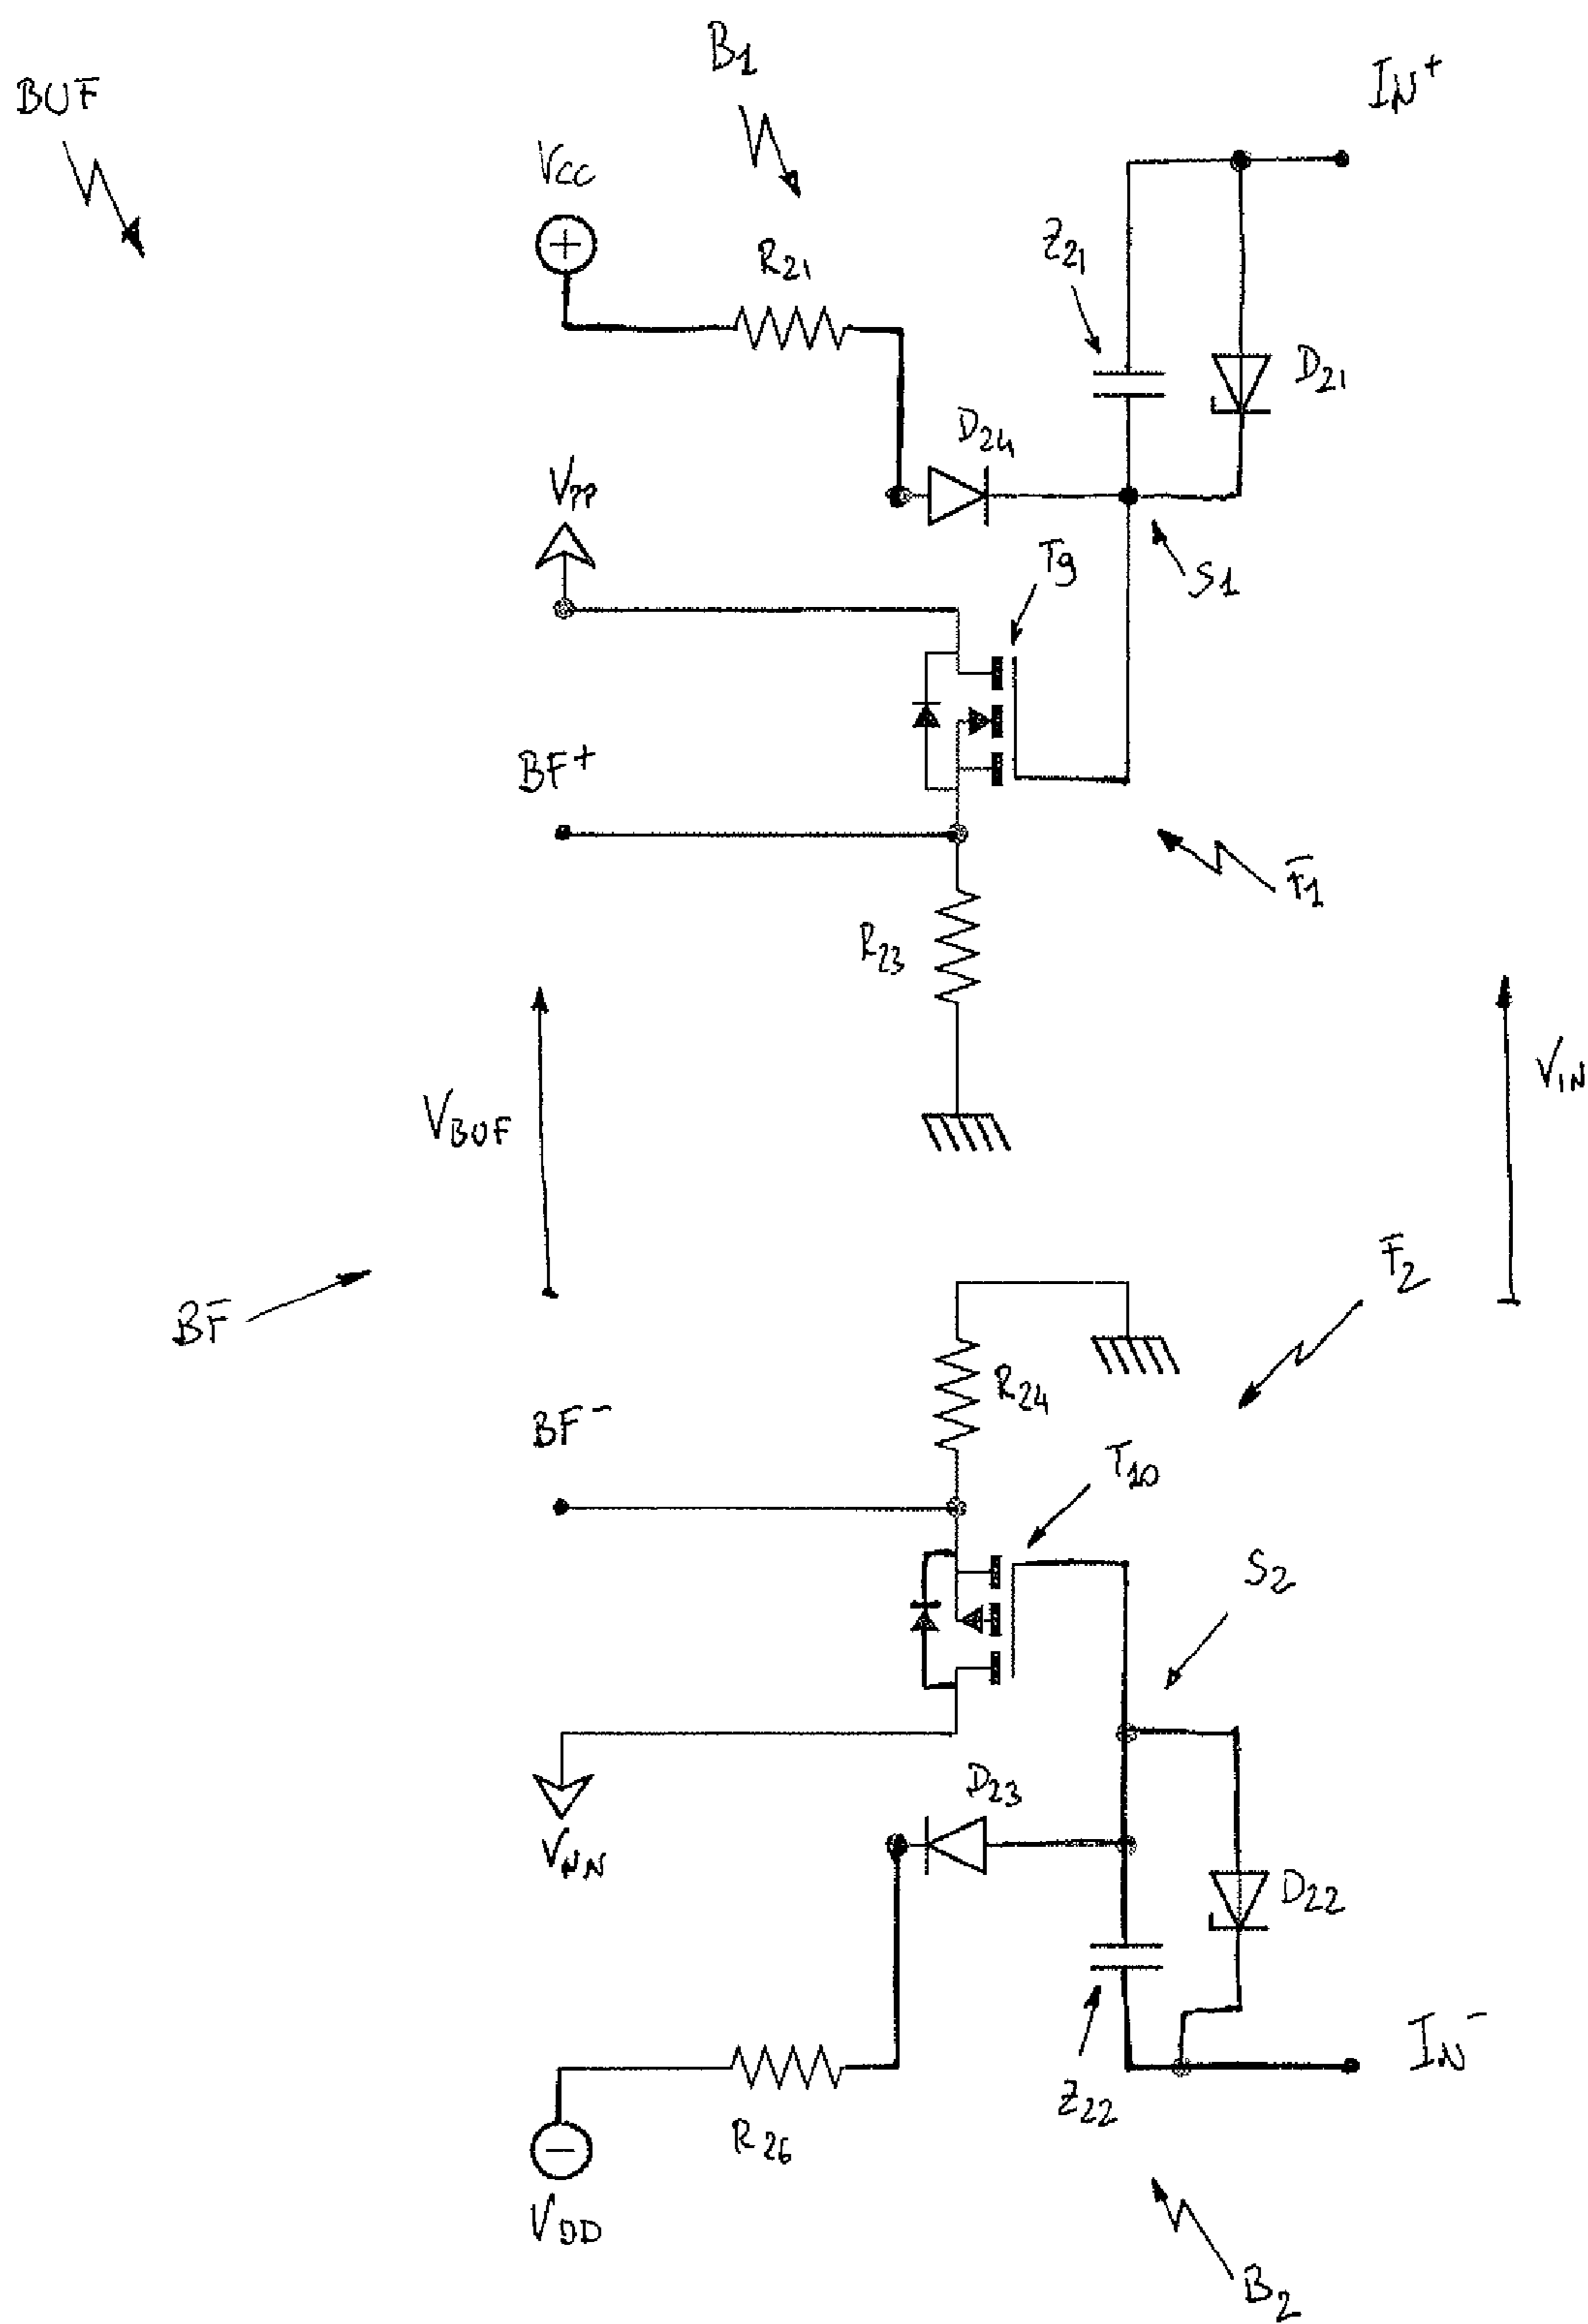 BUF
B1
IN+
VCC
R21
Z21
D21
D24
VPP
T9
S1
BF+
F1
R23
VBUF
VIN
F2
BF
R24
BF-
T10
S2
D23
VNN
D22
IN-
Z22
R26
VDD
B2